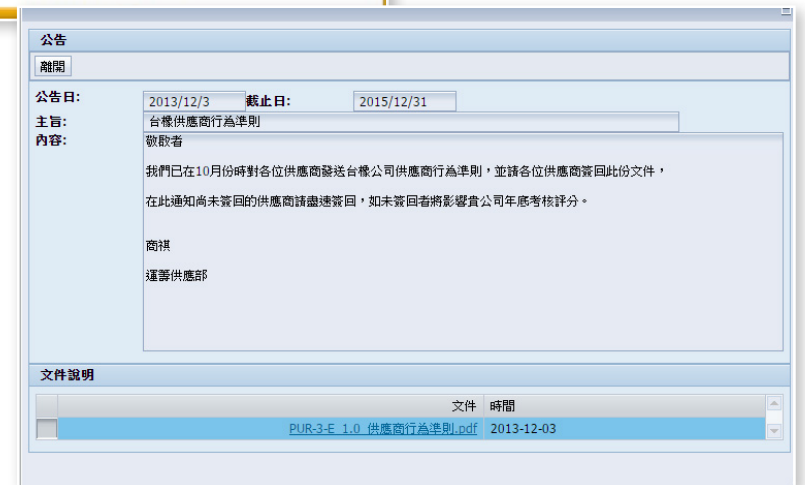 公告
離開
公告日: 2013/12/3 截止日: 2015/12/31
主旨: 台橡供應商行為準則
內容: 敬啟者
我們已在10月份時對各位供應商發送台橡公司供應商行為準則，並請各位供應商簽回此份文件，
在此通知尚未簽回的供應商請盡速簽回，如未簽回者將影響貴公司年底考核評分。
商祺
運籌供應部
文件說明
文件 時間
PUR-3-E_1.0_供應商行為準則.pdf 2013-12-03